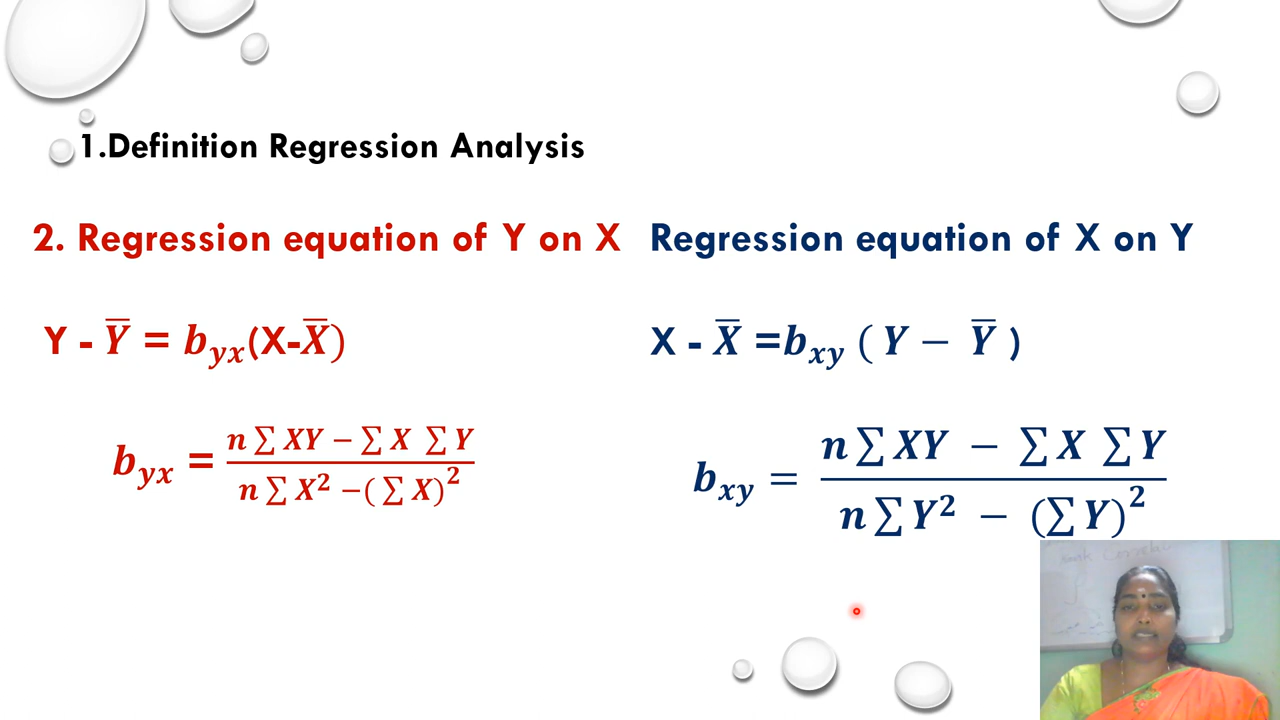 1.Definition Regression Analysis
2. Regression equation of Y on X
Regression equation of X on Y
Y - Y̅ = b_yx(X-X̅)
X - X̅ =b_xy ( Y − Y̅ )
b_yx = (n ∑ XY − ∑ X ∑ Y) / (n ∑ X² −( ∑ X)²)
b_xy = (n ∑ XY − ∑ X ∑ Y) / (n ∑ Y² − (∑ Y)²)